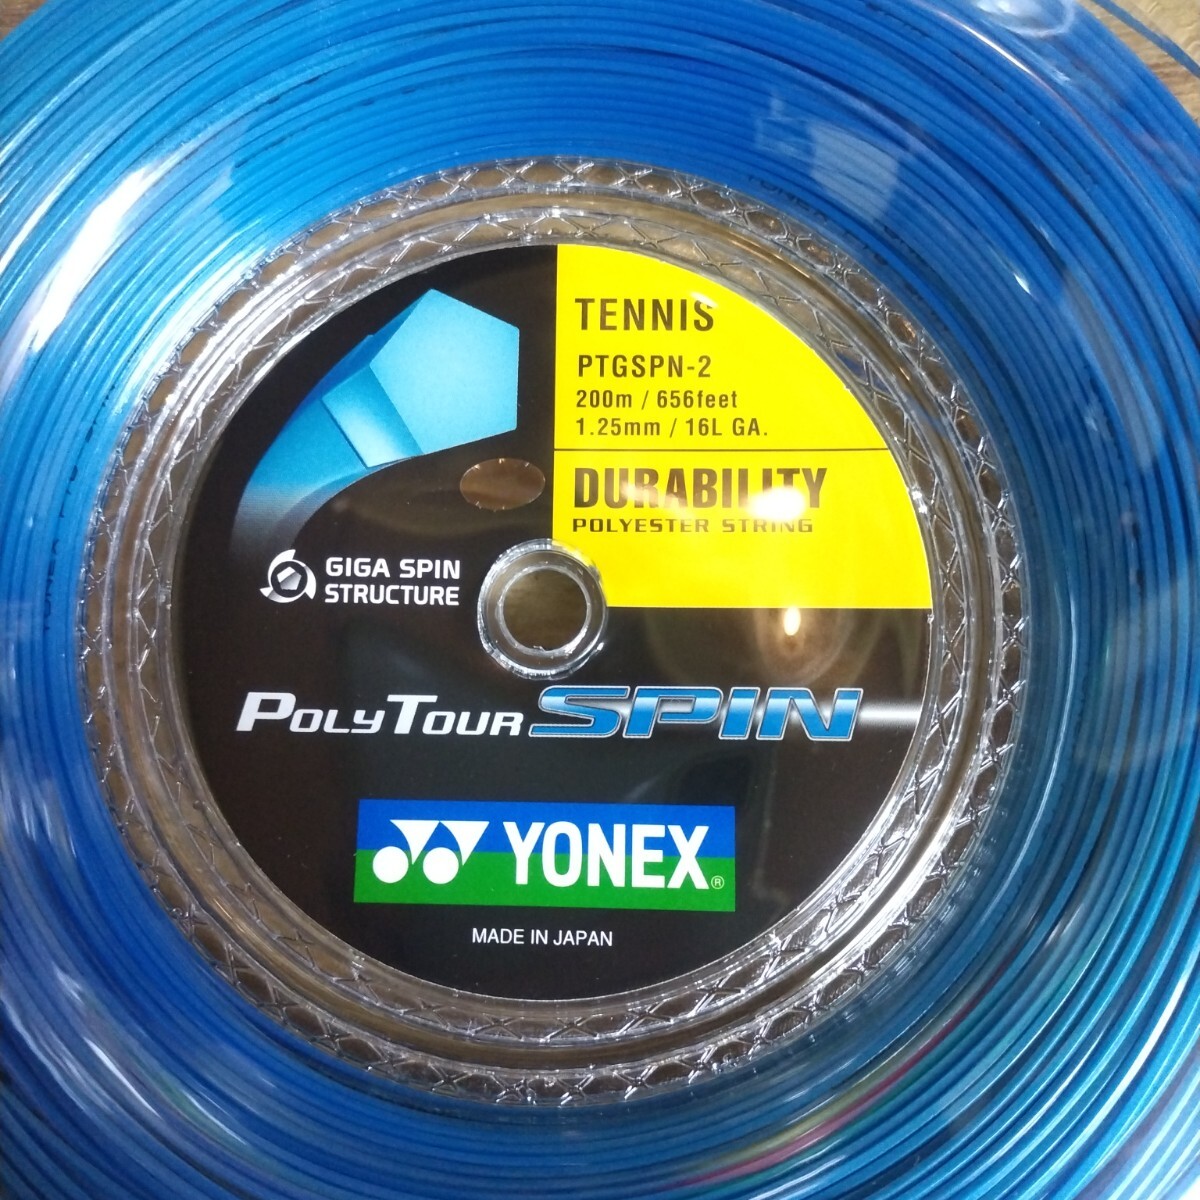 TENNIS
PTGSPN-2
200m / 656feet
1.25mm / 16L GA.
DURABILITY
POLYESTER STRING
GIGA SPIN
STRUCTURE
POLYTOUR SPIN
YONEX®
MADE IN JAPAN
YONEX